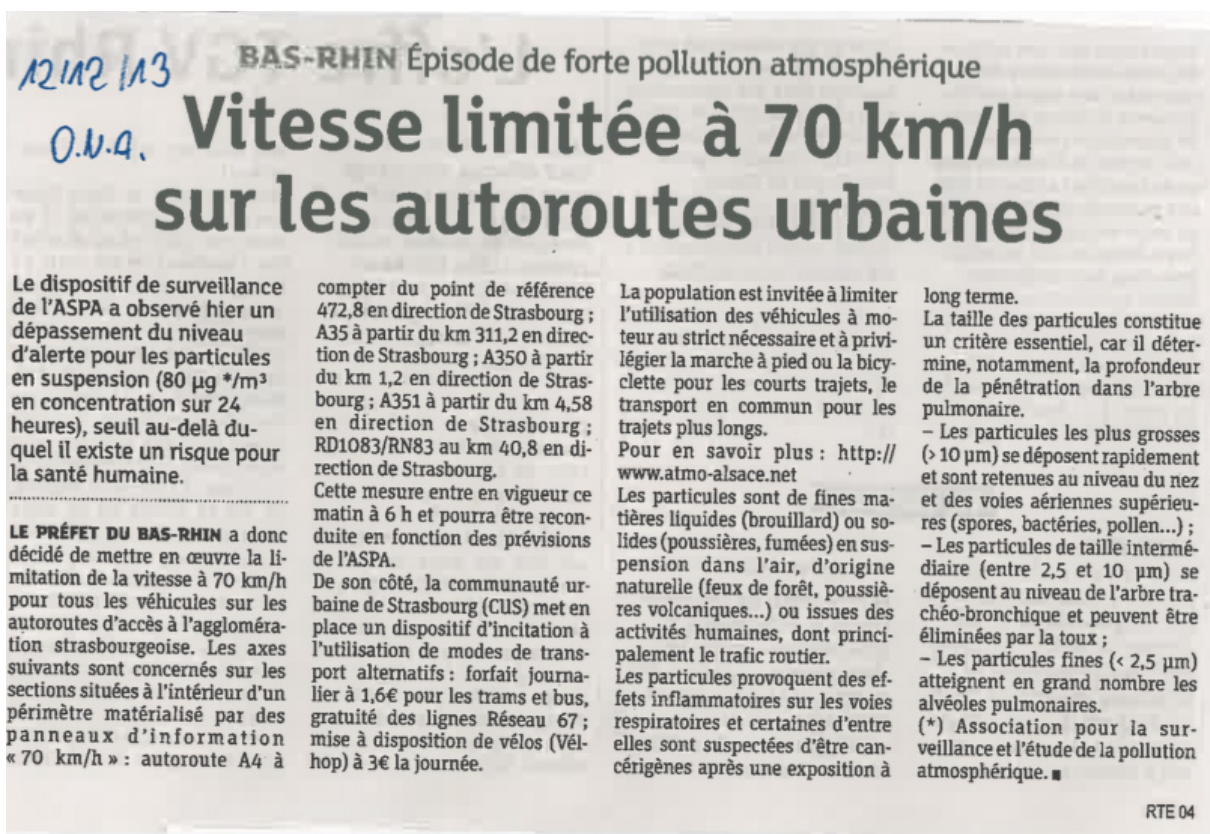 12/12/13
O.N.A.
BAS-RHIN Épisode de forte pollution atmosphérique
Vitesse limitée à 70 km/h
sur les autoroutes urbaines
Le dispositif de surveillance
de l'ASPA a observé hier un
dépassement du niveau
d'alerte pour les particules
en suspension (80 µg */m³
en concentration sur 24
heures), seuil au-delà du-
quel il existe un risque pour
la santé humaine.
LE PRÉFET DU BAS-RHIN a donc
décidé de mettre en œuvre la li-
mitation de la vitesse à 70 km/h
pour tous les véhicules sur les
autoroutes d'accès à l'aggloméra-
tion strasbourgeoise. Les axes
suivants sont concernés sur les
sections situées à l'intérieur d'un
périmètre matérialisé par des
panneaux d'information
« 70 km/h » : autoroute A4 à
compter du point de référence
472,8 en direction de Strasbourg ;
A35 à partir du km 311,2 en direc-
tion de Strasbourg ; A350 à partir
du km 1,2 en direction de Stras-
bourg ; A351 à partir du km 4,58
en direction de Strasbourg ;
RD1083/RN83 au km 40,8 en di-
rection de Strasbourg.
Cette mesure entre en vigueur ce
matin à 6 h et pourra être recon-
duite en fonction des prévisions
de l'ASPA.
De son côté, la communauté ur-
baine de Strasbourg (CUS) met en
place un dispositif d'incitation à
l'utilisation de modes de trans-
port alternatifs : forfait journa-
lier à 1,6€ pour les trams et bus,
gratuité des lignes Réseau 67 ;
mise à disposition de vélos (Vél-
hop) à 3€ la journée.
La population est invitée à limiter
l'utilisation des véhicules à mo-
teur au strict nécessaire et à privi-
légier la marche à pied ou la bicy-
clette pour les courts trajets, le
transport en commun pour les
trajets plus longs.
Pour en savoir plus : http://
www.atmo-alsace.net
Les particules sont de fines ma-
tières liquides (brouillard) ou so-
lides (poussières, fumées) en sus-
pension dans l'air, d'origine
naturelle (feux de forêt, poussiè-
res volcaniques...) ou issues des
activités humaines, dont princi-
palement le trafic routier.
Les particules provoquent des ef-
fets inflammatoires sur les voies
respiratoires et certaines d'entre
elles sont suspectées d'être can-
cérigènes après une exposition à
long terme.
La taille des particules constitue
un critère essentiel, car il déter-
mine, notamment, la profondeur
de la pénétration dans l'arbre
pulmonaire.
– Les particules les plus grosses
(> 10 µm) se déposent rapidement
et sont retenues au niveau du nez
et des voies aériennes supérieu-
res (spores, bactéries, pollen...) ;
– Les particules de taille intermé-
diaire (entre 2,5 et 10 µm) se
déposent au niveau de l'arbre tra-
chéo-bronchique et peuvent être
éliminées par la toux ;
– Les particules fines (< 2,5 µm)
atteignent en grand nombre les
alvéoles pulmonaires.
(*) Association pour la sur-
veillance et l'étude de la pollution
atmosphérique. ■
RTE 04